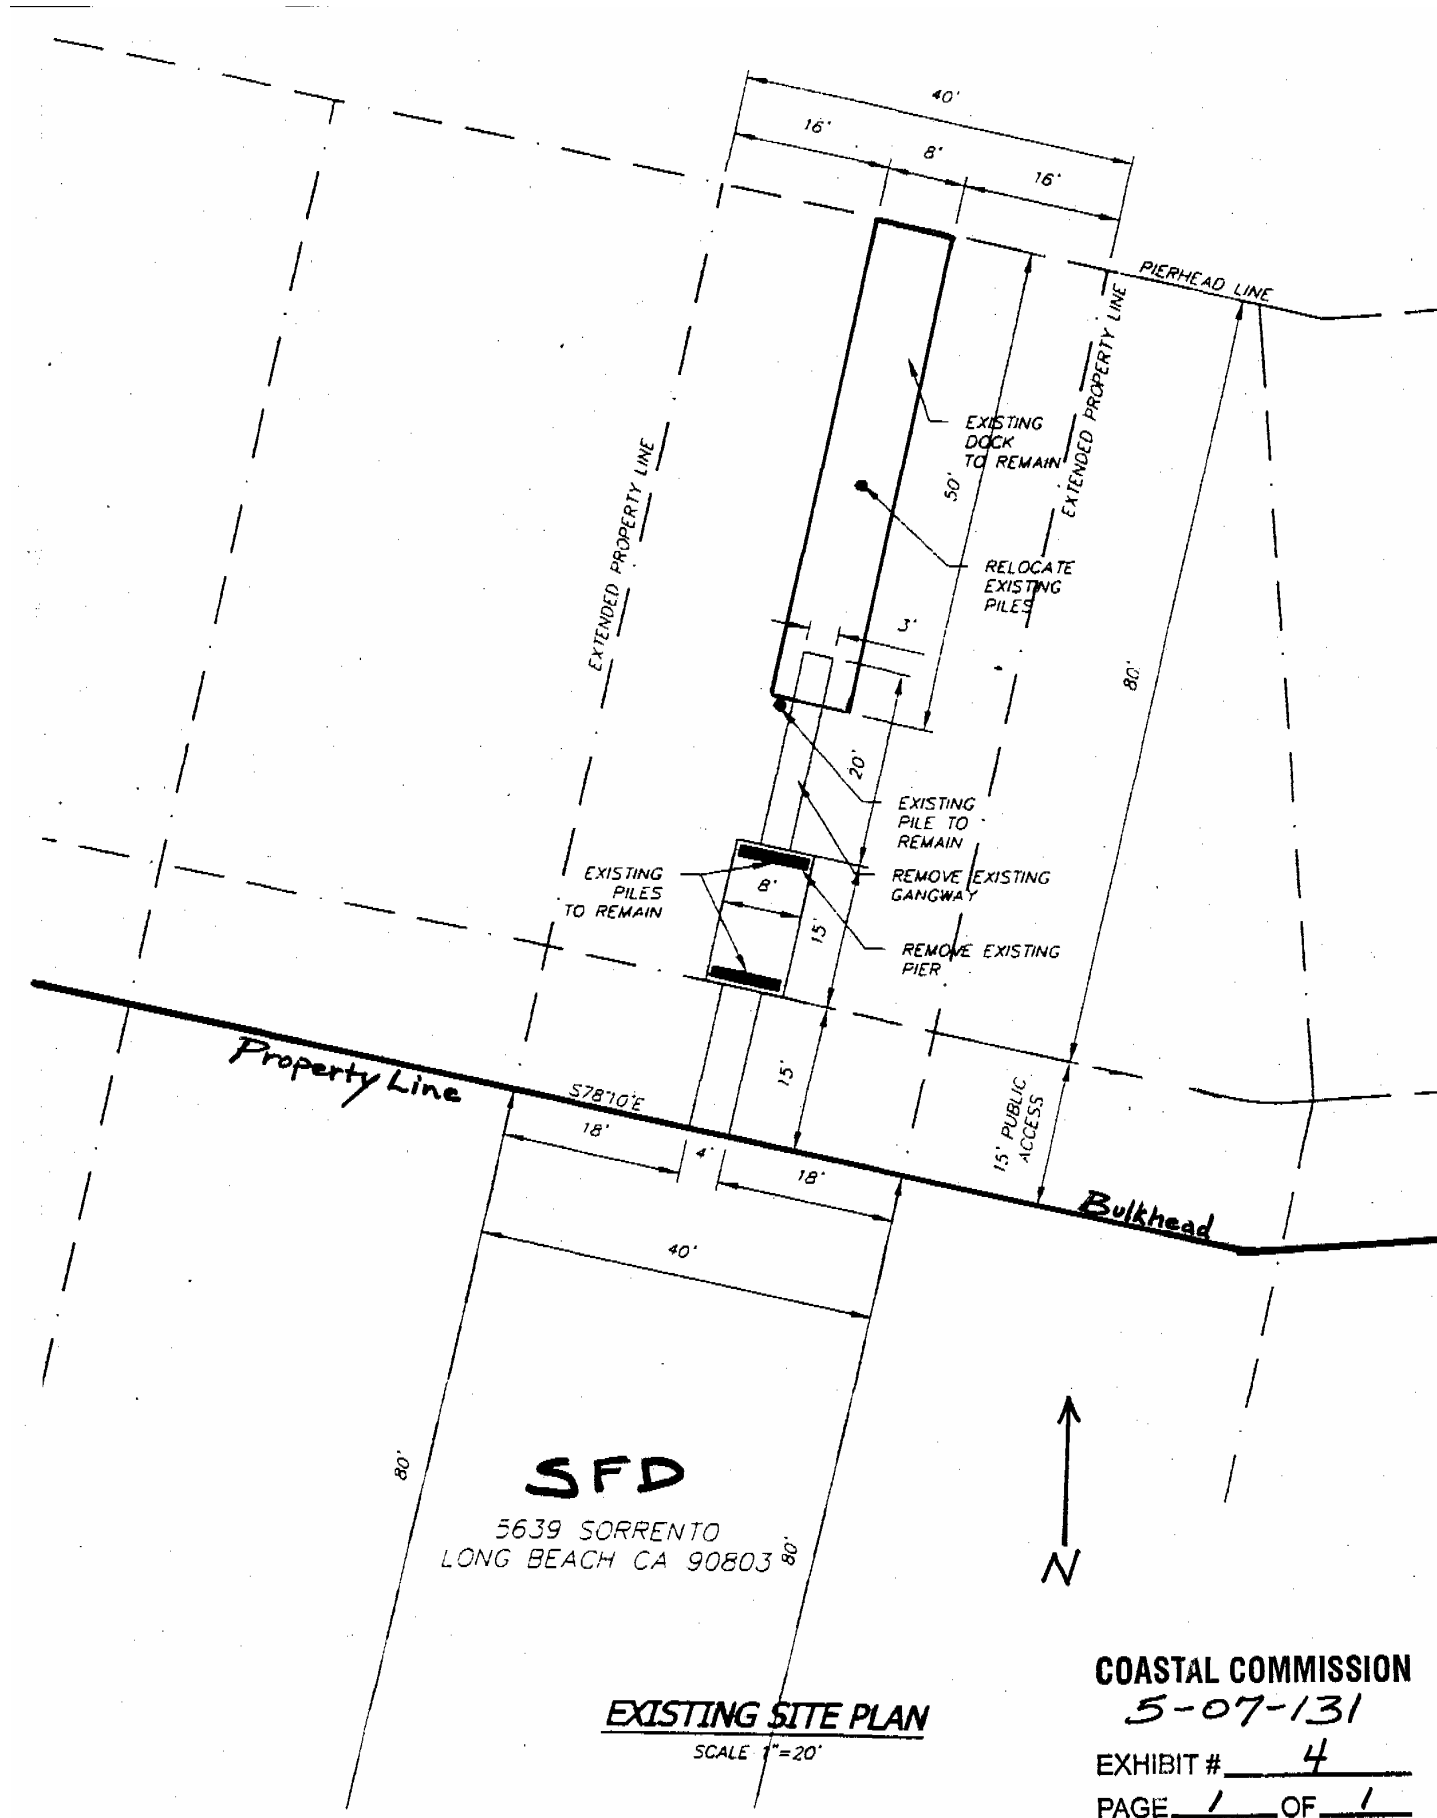 40'
16'
8'
16'
PIERHEAD LINE
EXTENDED PROPERTY LINE
EXTENDED PROPERTY LINE
EXISTING
DOCK
TO REMAIN
50'
RELOCATE
EXISTING
PILES
3'
80'
20'
EXISTING
PILE TO
REMAIN
EXISTING
PILES
TO REMAIN
8'
REMOVE EXISTING
GANGWAY
15'
REMOVE EXISTING
PIER
Property Line
S78°10'E
15'
15' PUBLIC
ACCESS
18'
4'
18'
Bulkhead
40'
80'
SFD
5639 SORRENTO
LONG BEACH CA 90803
80'
N
EXISTING SITE PLAN
SCALE 1"=20'
COASTAL COMMISSION
5-07-131
EXHIBIT # 4
PAGE 1 OF 1